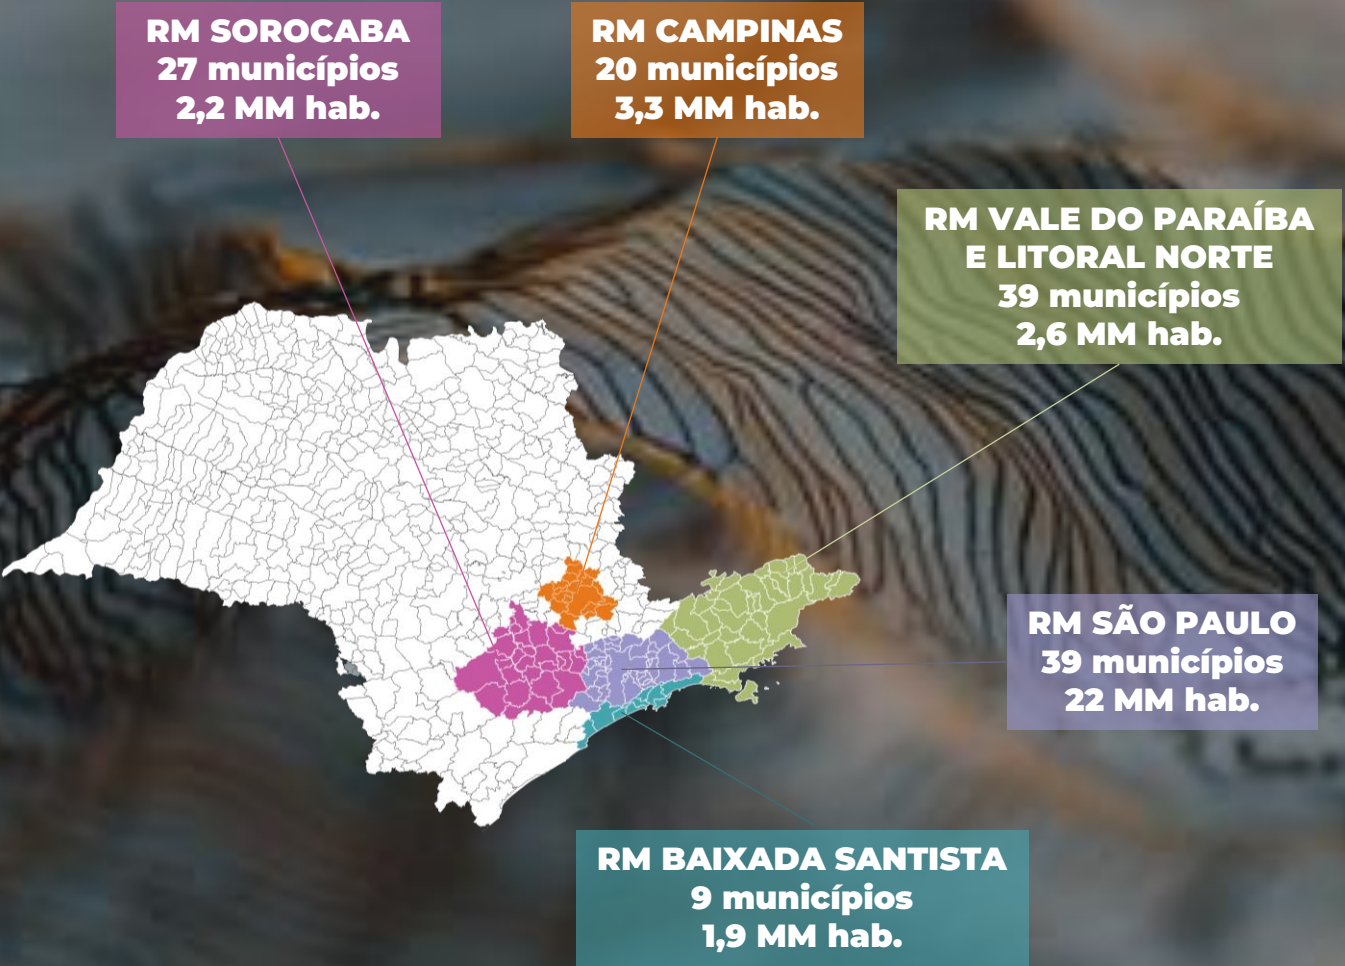 RM SOROCABA
27 municípios
2,2 MM hab.
RM CAMPINAS
20 municípios
3,3 MM hab.
RM VALE DO PARAÍBA
E LITORAL NORTE
39 municípios
2,6 MM hab.
RM SÃO PAULO
39 municípios
22 MM hab.
RM BAIXADA SANTISTA
9 municípios
1,9 MM hab.